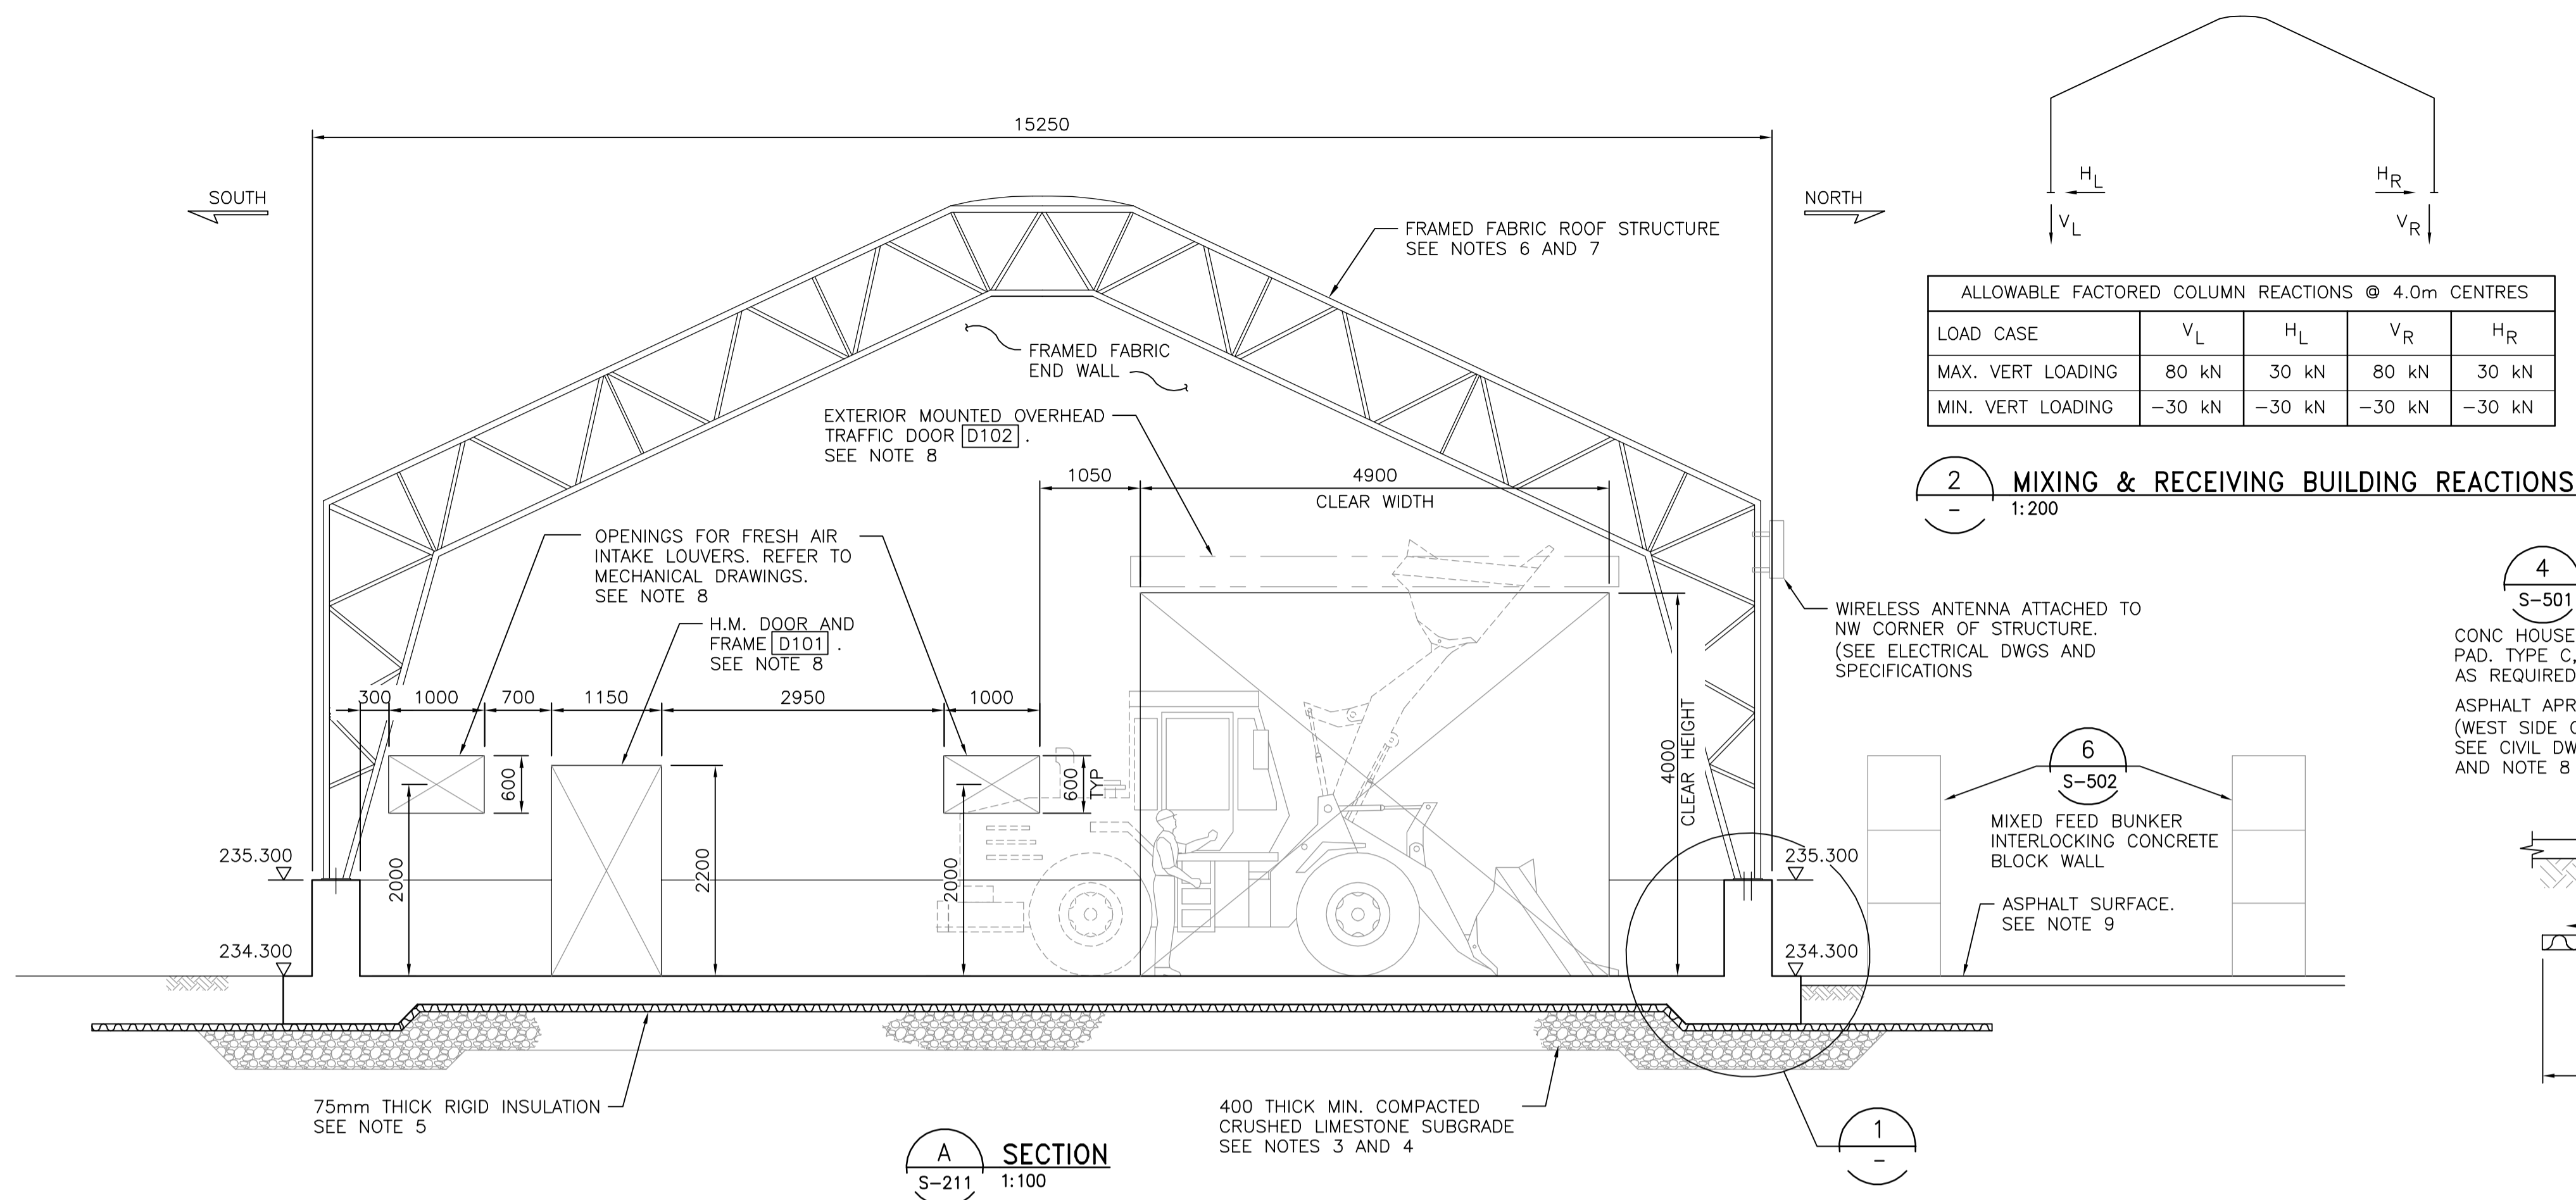 15250
SOUTH
NORTH
FRAMED FABRIC ROOF STRUCTURE
SEE NOTES 6 AND 7
FRAMED FABRIC
END WALL
EXTERIOR MOUNTED OVERHEAD
TRAFFIC DOOR D102 .
SEE NOTE 8
1050
4900
CLEAR WIDTH
OPENINGS FOR FRESH AIR
INTAKE LOUVERS. REFER TO
MECHANICAL DRAWINGS.
SEE NOTE 8
H.M. DOOR AND
FRAME D101 .
SEE NOTE 8
300
1000
700
1150
2950
1000
600
600
TYP
2000
2200
2000
4000
CLEAR HEIGHT
235.300
234.300
235.300
234.300
WIRELESS ANTENNA ATTACHED TO
NW CORNER OF STRUCTURE.
(SEE ELECTRICAL DWGS AND
SPECIFICATIONS
6
S-502
MIXED FEED BUNKER
INTERLOCKING CONCRETE
BLOCK WALL
ASPHALT SURFACE.
SEE NOTE 9
75mm THICK RIGID INSULATION
SEE NOTE 5
400 THICK MIN. COMPACTED
CRUSHED LIMESTONE SUBGRADE
SEE NOTES 3 AND 4
1
-
A
S-211
SECTION
1:100
HL
HR
VL
VR
ALLOWABLE FACTORED COLUMN REACTIONS @ 4.0m CENTRES
LOAD CASE VL HL VR HR
MAX. VERT LOADING 80 kN 30 kN 80 kN 30 kN
MIN. VERT LOADING -30 kN -30 kN -30 kN -30 kN
2
-
MIXING & RECEIVING BUILDING REACTIONS
1:200
4
S-501
CONC HOUSE
PAD. TYPE C,
AS REQUIRED
ASPHALT APR
(WEST SIDE
SEE CIVIL DW
AND NOTE 8